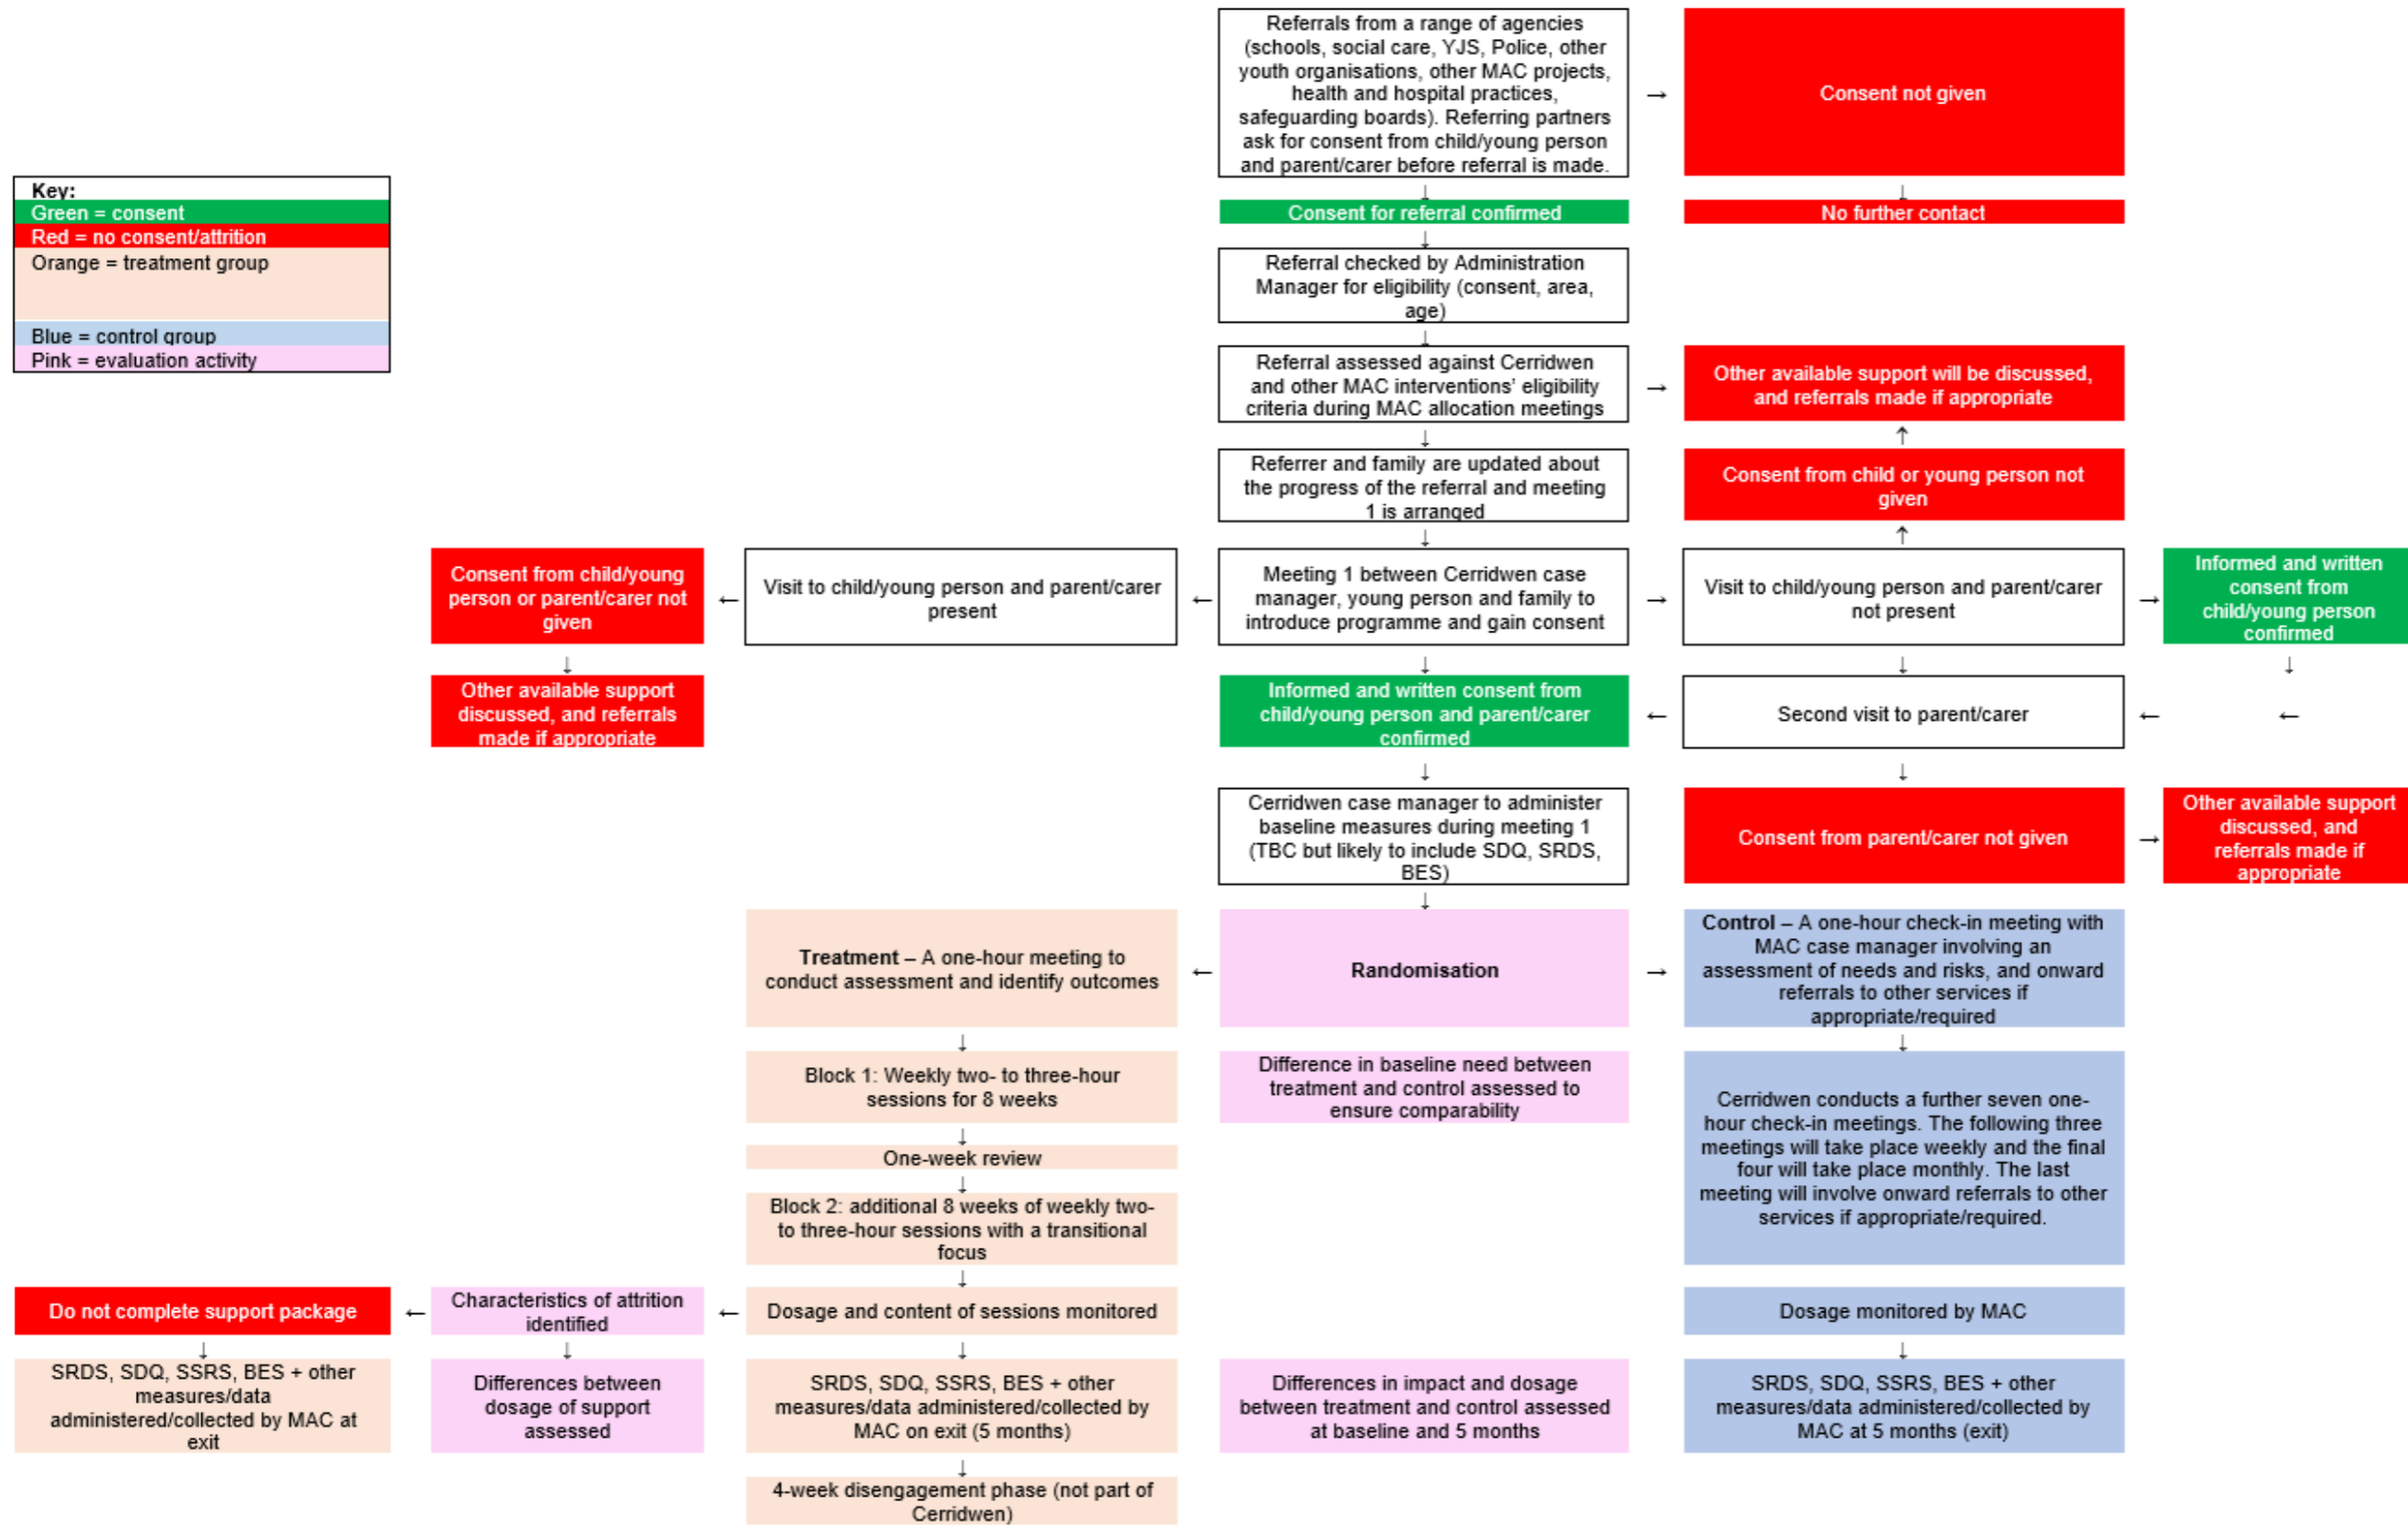 Referrals from a range of agencies
(schools, social care, YJS, Police, other
youth organisations, other MAC projects,
health and hospital practices,
safeguarding boards). Referring partners
ask for consent from child/young person
and parent/carer before referral is made.
→
Consent not given
Key:
Green = consent
Red = no consent/attrition
Orange = treatment group
Blue = control group
Pink = evaluation activity
↓
↓
Consent for referral confirmed
No further contact
↓
Referral checked by Administration
Manager for eligibility (consent, area,
age)
↓
Referral assessed against Cerridwen
and other MAC interventions' eligibility
criteria during MAC allocation meetings
→
Other available support will be discussed,
and referrals made if appropriate
↓
↑
Referrer and family are updated about
the progress of the referral and meeting
1 is arranged
Consent from child or young person not
given
↓
↑
Consent from child/young
person or parent/carer not
given
←
Visit to child/young person and parent/carer
present
←
Meeting 1 between Cerridwen case
manager, young person and family to
introduce programme and gain consent
→
Visit to child/young person and parent/carer
not present
→
Informed and written
consent from
child/young person
confirmed
↓
↓
↓
↓
Other available support
discussed, and referrals
made if appropriate
Informed and written consent from
child/young person and parent/carer
confirmed
←
Second visit to parent/carer
←
←
↓
↓
Cerridwen case manager to administer
baseline measures during meeting 1
(TBC but likely to include SDQ, SRDS,
BES)
Consent from parent/carer not given
→
Other available support
discussed, and
referrals made if
appropriate
↓
Treatment – A one-hour meeting to
conduct assessment and identify outcomes
←
Randomisation
→
Control – A one-hour check-in meeting with
MAC case manager involving an
assessment of needs and risks, and onward
referrals to other services if
appropriate/required
↓
↓
Block 1: Weekly two- to three-hour
sessions for 8 weeks
Difference in baseline need between
treatment and control assessed to
ensure comparability
Cerridwen conducts a further seven one-
hour check-in meetings. The following three
meetings will take place weekly and the final
four will take place monthly. The last
meeting will involve onward referrals to other
services if appropriate/required.
↓
One-week review
↓
Block 2: additional 8 weeks of weekly two-
to three-hour sessions with a transitional
focus
↓
Do not complete support package
←
Characteristics of attrition
identified
←
Dosage and content of sessions monitored
Dosage monitored by MAC
↓
↓
↓
↓
SRDS, SDQ, SSRS, BES + other
measures/data
administered/collected by MAC at
exit
Differences between
dosage of support
assessed
SRDS, SDQ, SSRS, BES + other
measures/data administered/collected by
MAC on exit (5 months)
Differences in impact and dosage
between treatment and control assessed
at baseline and 5 months
SRDS, SDQ, SSRS, BES + other
measures/data administered/collected by
MAC at 5 months (exit)
↓
4-week disengagement phase (not part of
Cerridwen)